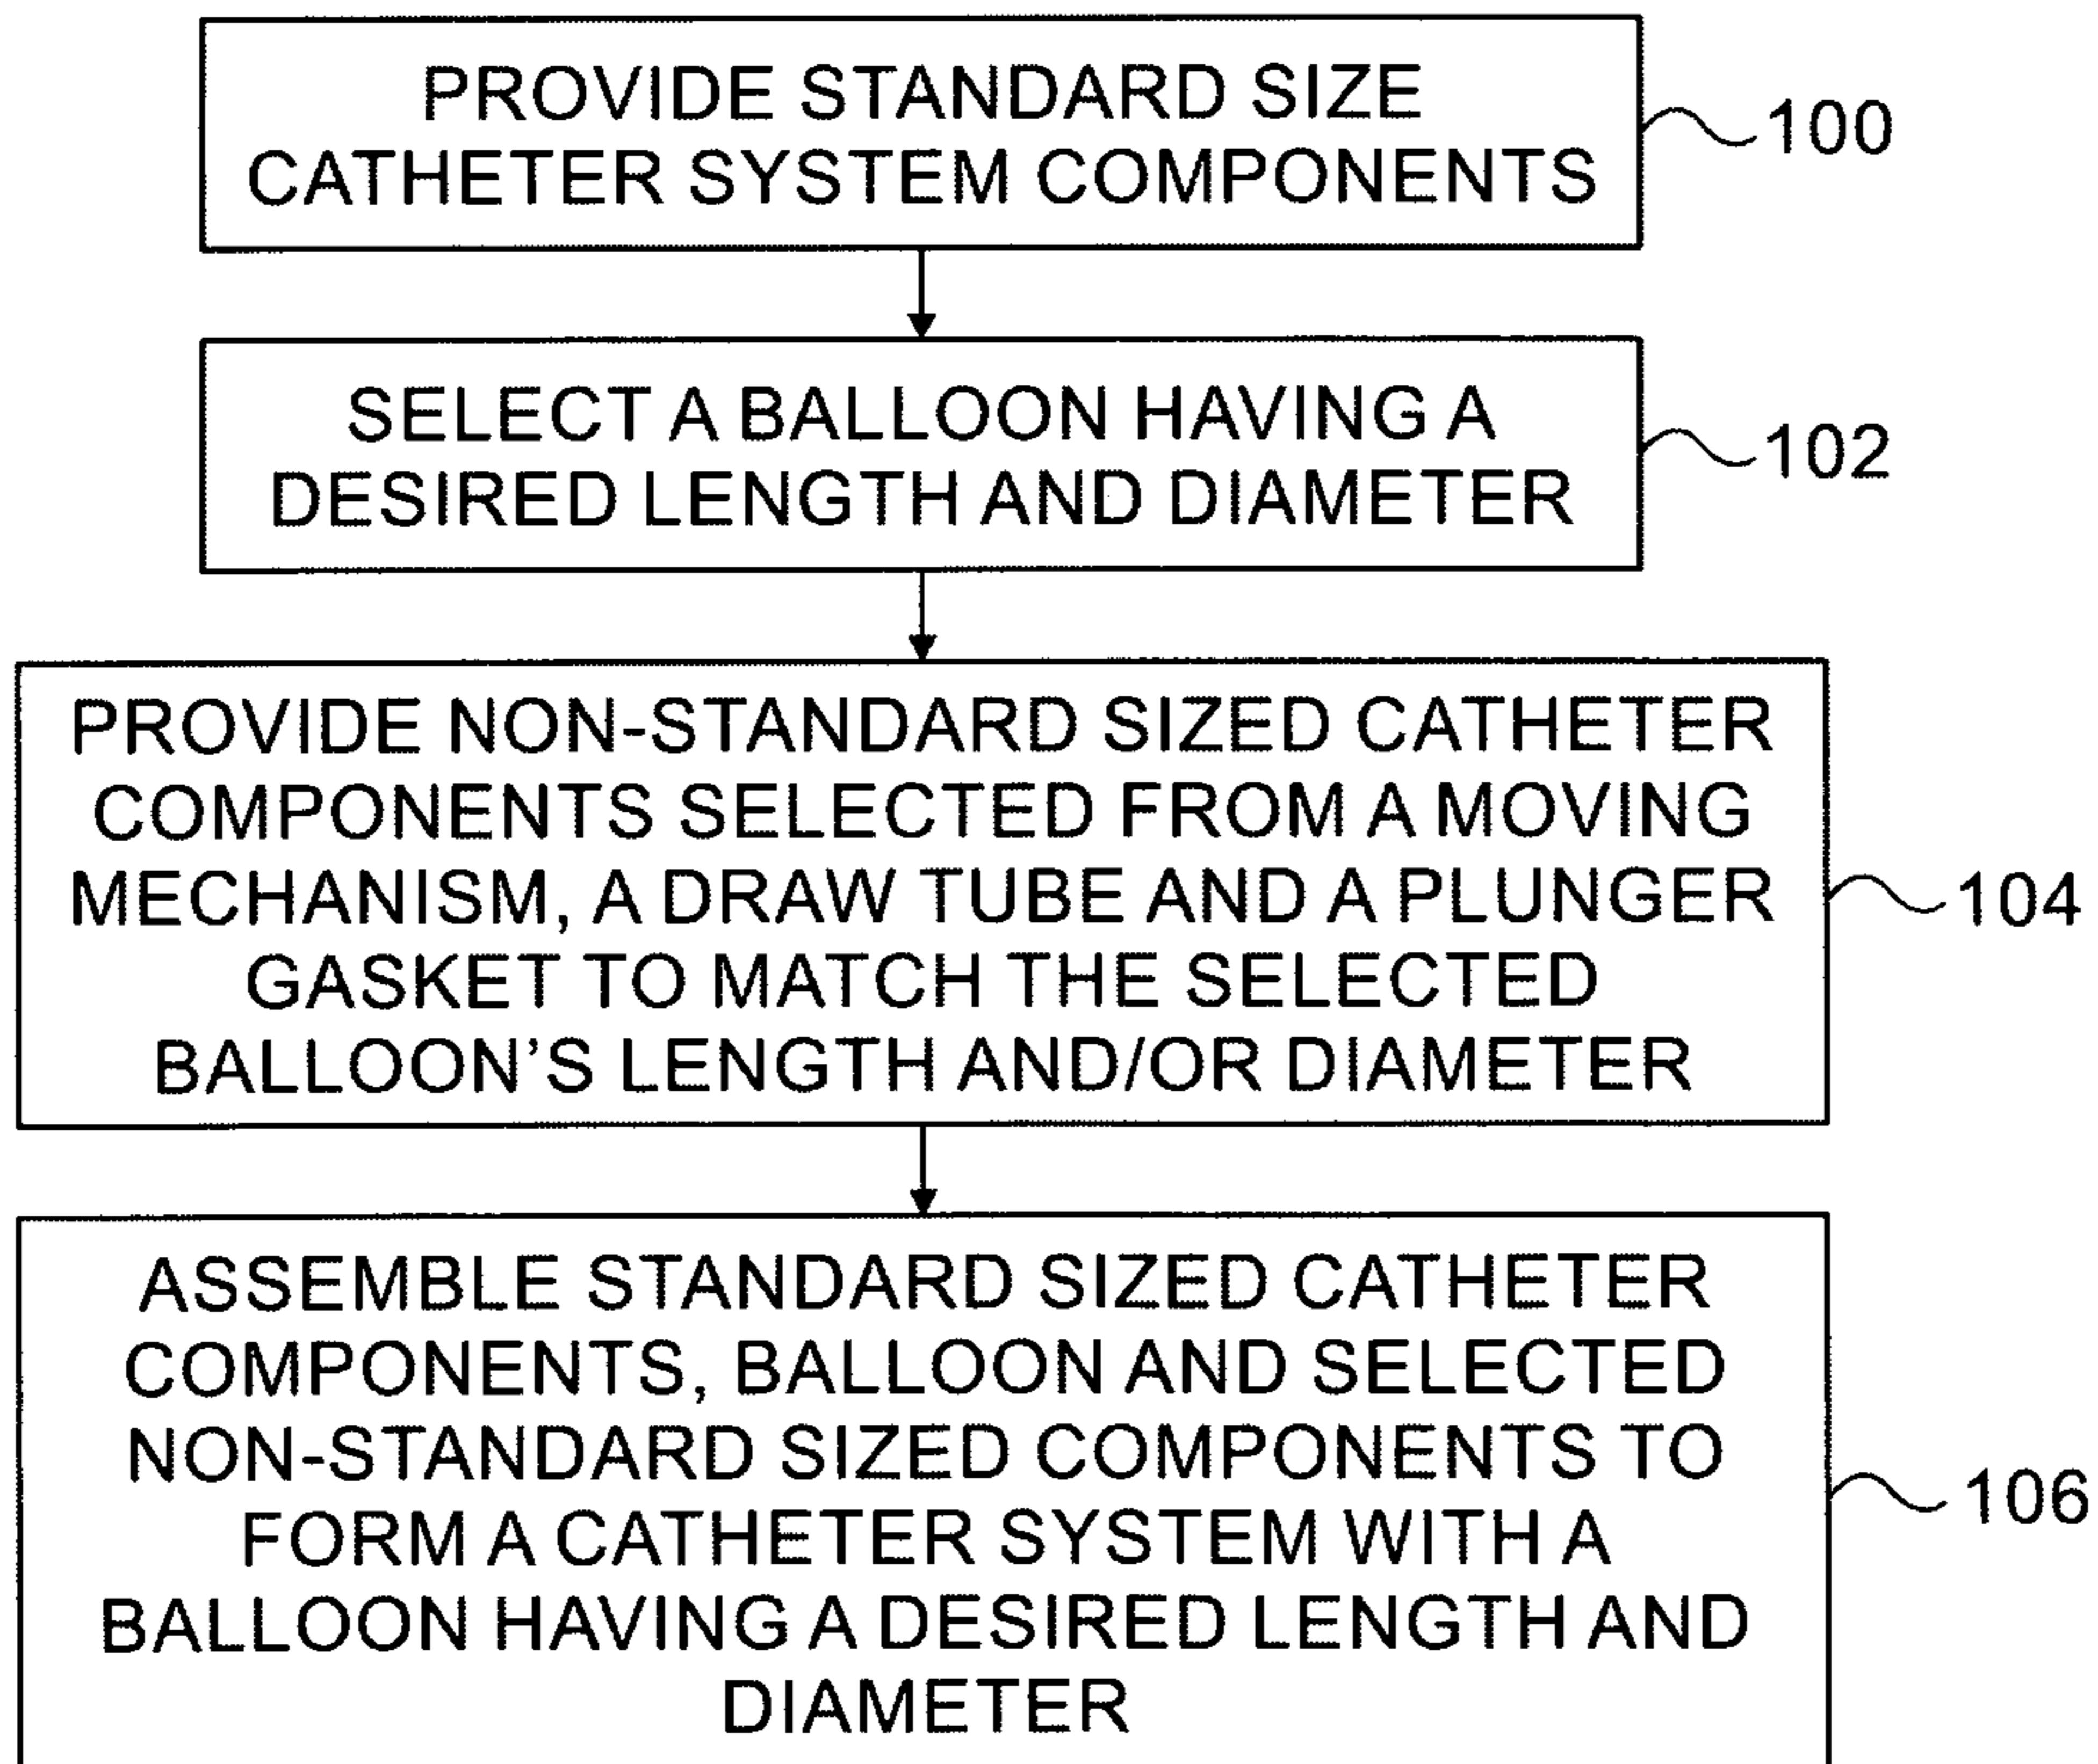 PROVIDE STANDARD SIZE
CATHETER SYSTEM COMPONENTS
100
SELECT A BALLOON HAVING A
DESIRED LENGTH AND DIAMETER
102
PROVIDE NON-STANDARD SIZED CATHETER
COMPONENTS SELECTED FROM A MOVING
MECHANISM, A DRAW TUBE AND A PLUNGER
GASKET TO MATCH THE SELECTED
BALLOON’S LENGTH AND/OR DIAMETER
104
ASSEMBLE STANDARD SIZED CATHETER
COMPONENTS, BALLOON AND SELECTED
NON-STANDARD SIZED COMPONENTS TO
FORM A CATHETER SYSTEM WITH A
BALLOON HAVING A DESIRED LENGTH AND
DIAMETER
106